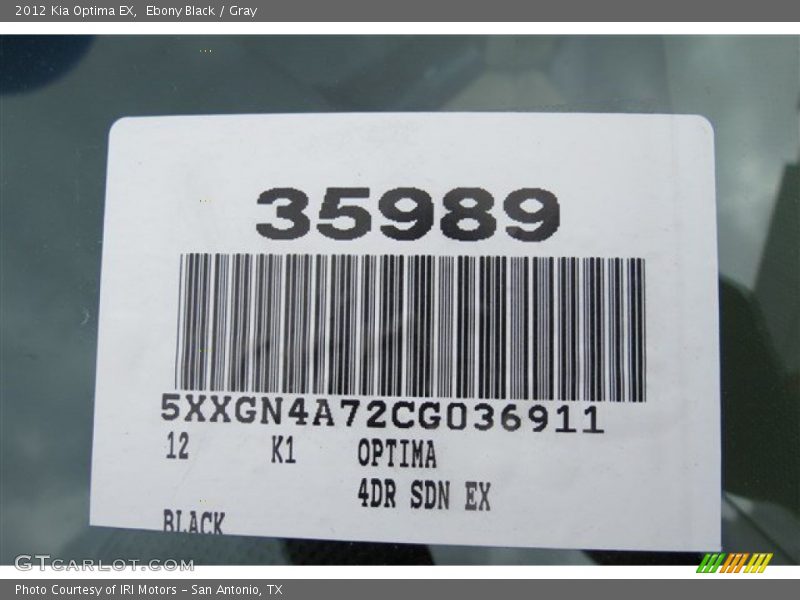 2012 Kia Optima EX, Ebony Black / Gray
35989
5XXGN4A72CG036911
12 K1 OPTIMA
4DR SDN EX
BLACK
GTCARLOT.COM
Photo Courtesy of IRI Motors - San Antonio, TX